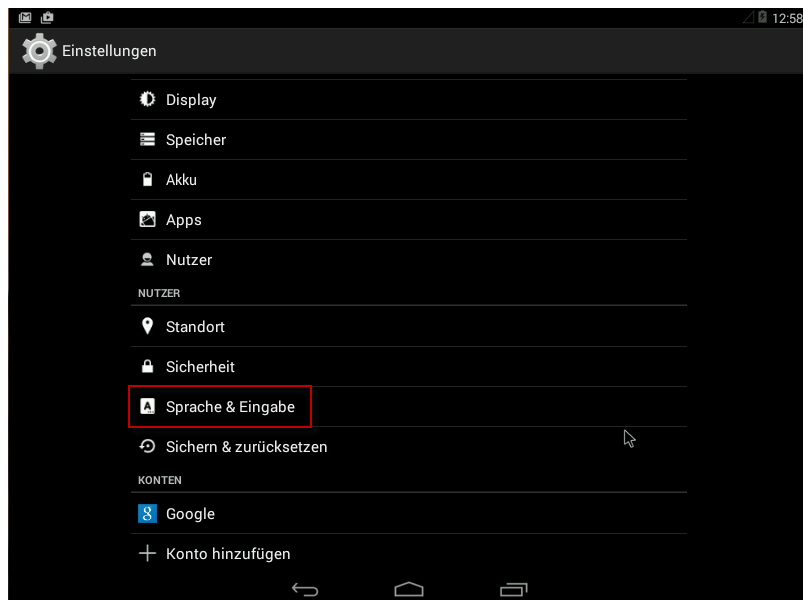 12:58
Einstellungen
Display
Speicher
Akku
Apps
Nutzer
NUTZER
Standort
Sicherheit
Sprache & Eingabe
Sichern & zurücksetzen
KONTEN
Google
Konto hinzufügen